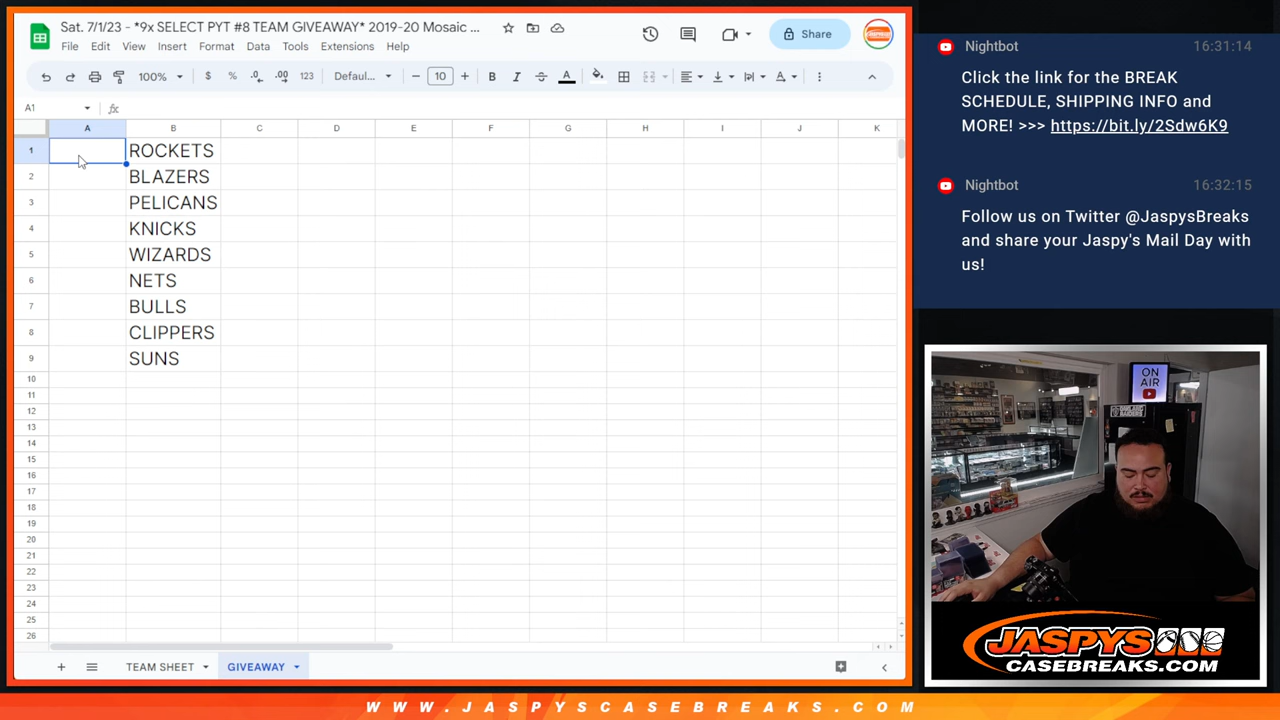 Sat. 7/1/23 - *9x SELECT PYT #8 TEAM GIVEAWAY* 2019-20 Mosaic ...
Share
File Edit View Insert Format Data Tools Extensions Help
100% $ % .0 .00 123 Defaul... 10 B I A
A1 fx
A B C D E F G H I J K
1 ROCKETS
2 BLAZERS
3 PELICANS
4 KNICKS
5 WIZARDS
6 NETS
7 BULLS
8 CLIPPERS
9 SUNS
10
11
12
13
14
15
16
17
18
19
20
21
22
23
24
25
26
TEAM SHEET GIVEAWAY
Nightbot 16:31:14
Click the link for the BREAK
SCHEDULE, SHIPPING INFO and
MORE! >>> https://bit.ly/2Sdw6K9
Nightbot 16:32:15
Follow us on Twitter @JaspysBreaks
and share your Jaspy's Mail Day with
us!
ON
AIR
JASPYS
CASEBREAKS.COM
WWW.JASPYSCASEBREAKS.COM